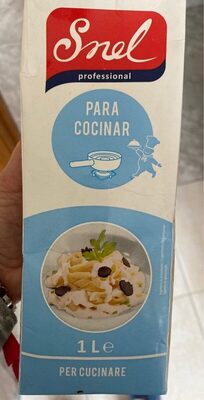 Snel
professional
PARA
COCINAR
1 L℮
PER CUCINARE